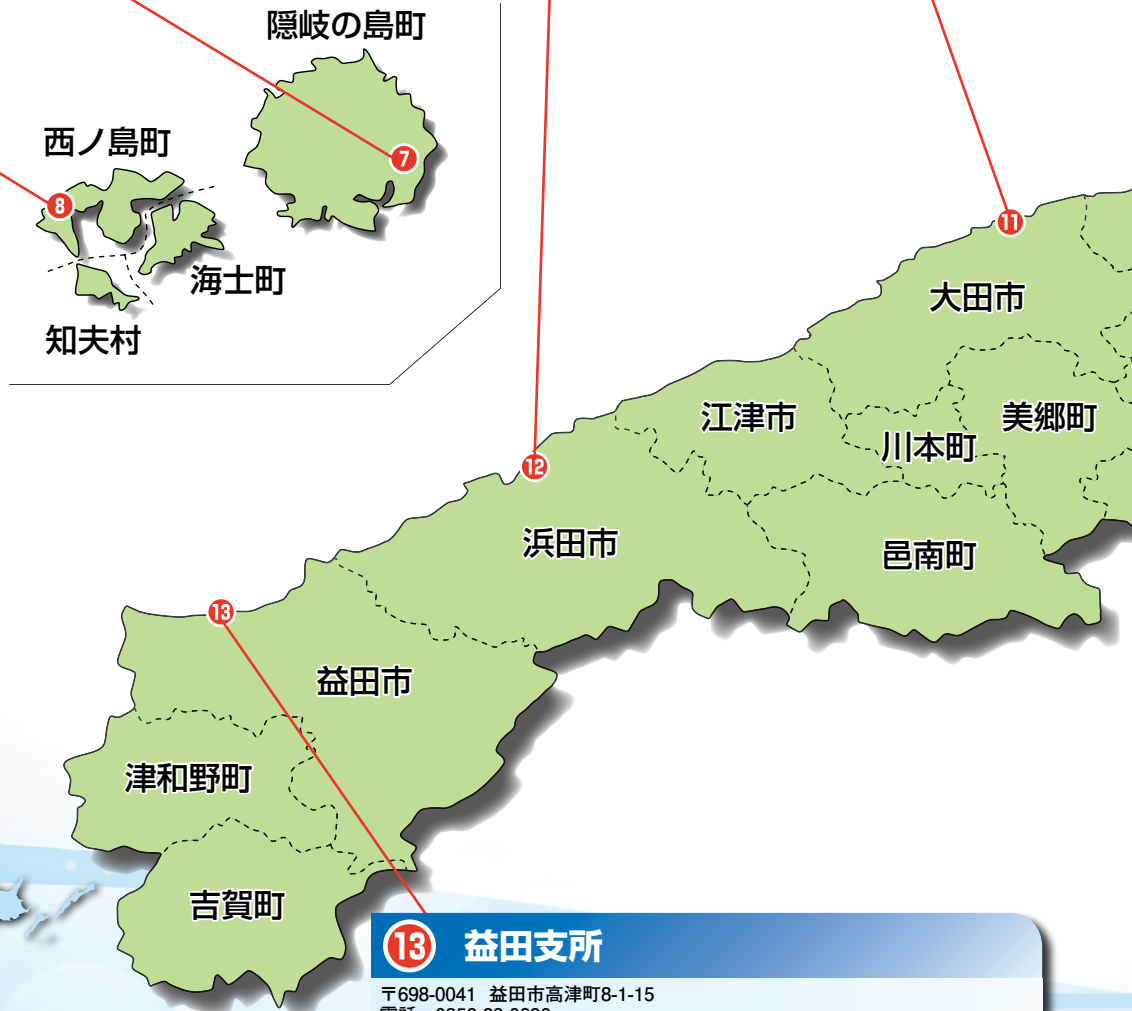 隠岐の島町
西ノ島町
7
8
11
海士町
大田市
知夫村
江津市
美郷町
川本町
12
浜田市
邑南町
13
益田市
津和野町
吉賀町
13 益田支所
〒698-0041 益田市高津町8-1-15